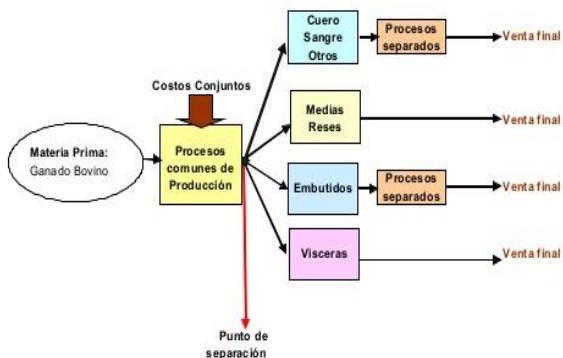 Cuero
Sangre
Otros
Procesos
separados
Venta final
Costos Conjuntos
Medias
Reses
Venta final
Materia Prima:
Ganado Bovino
Procesos
comunes de
Producción
Embutidos
Procesos
separados
Venta final
Visceras
Venta final
Punto de
separación